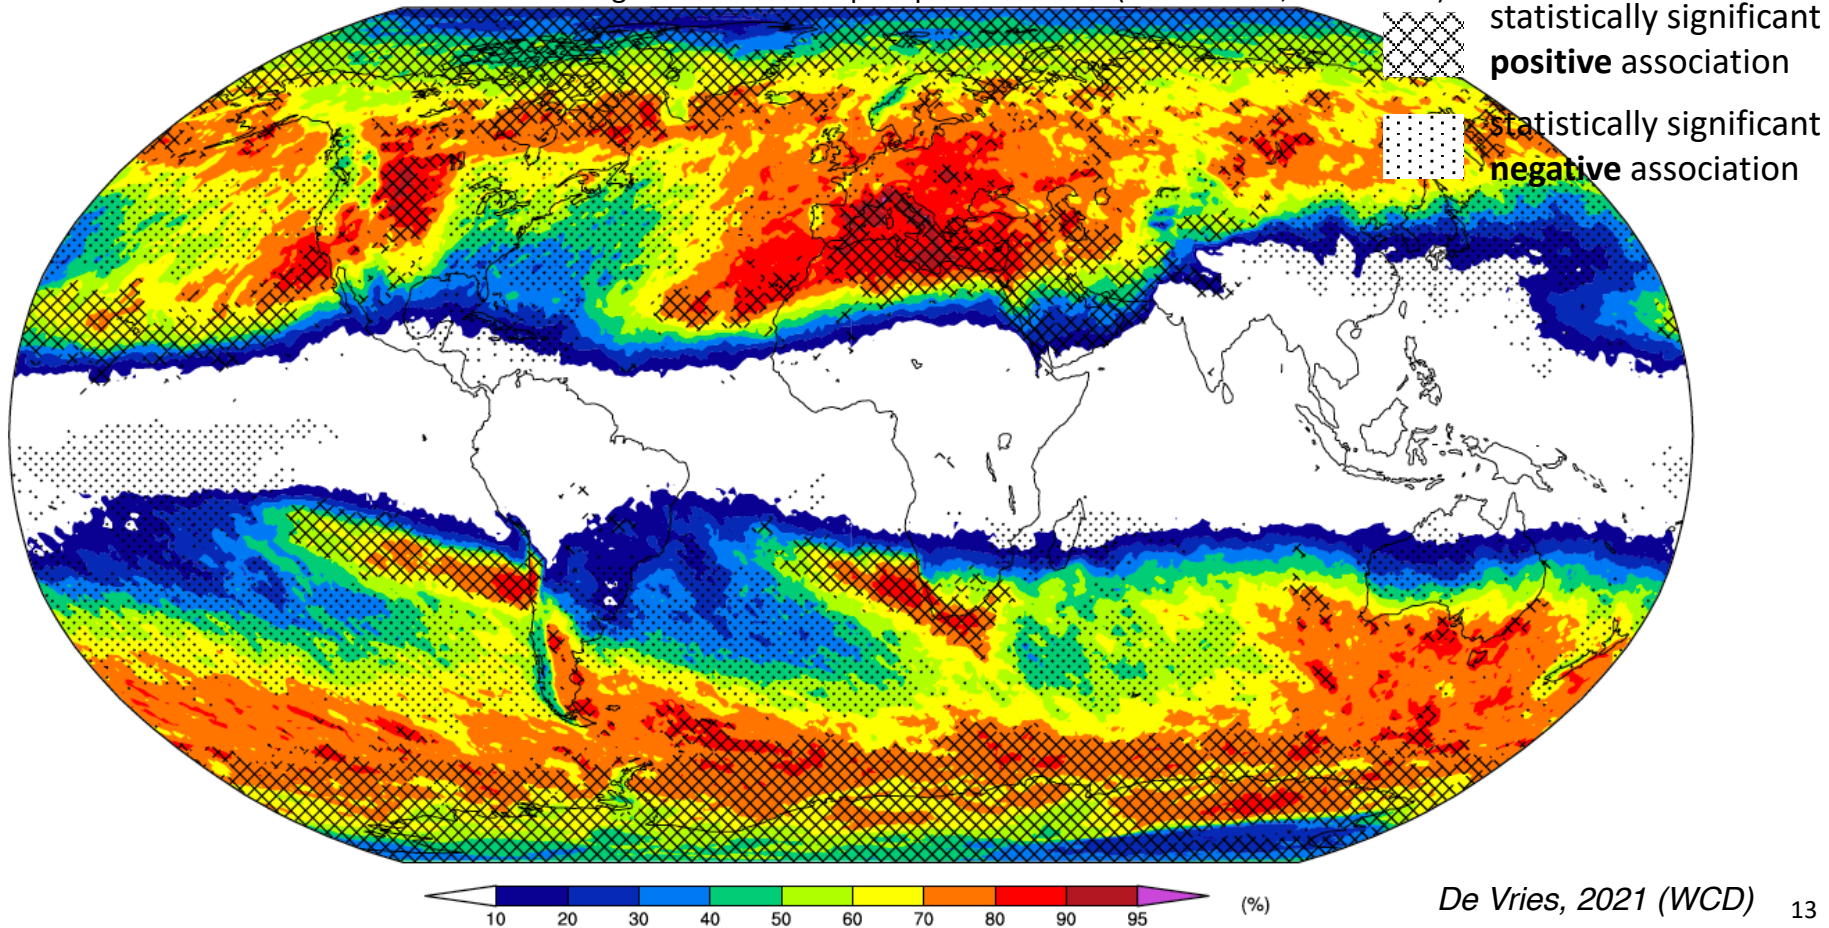 statistically significant
positive association
statistically significant
negative association
10 20 30 40 50 60 70 80 90 95 (%)
De Vries, 2021 (WCD) 13